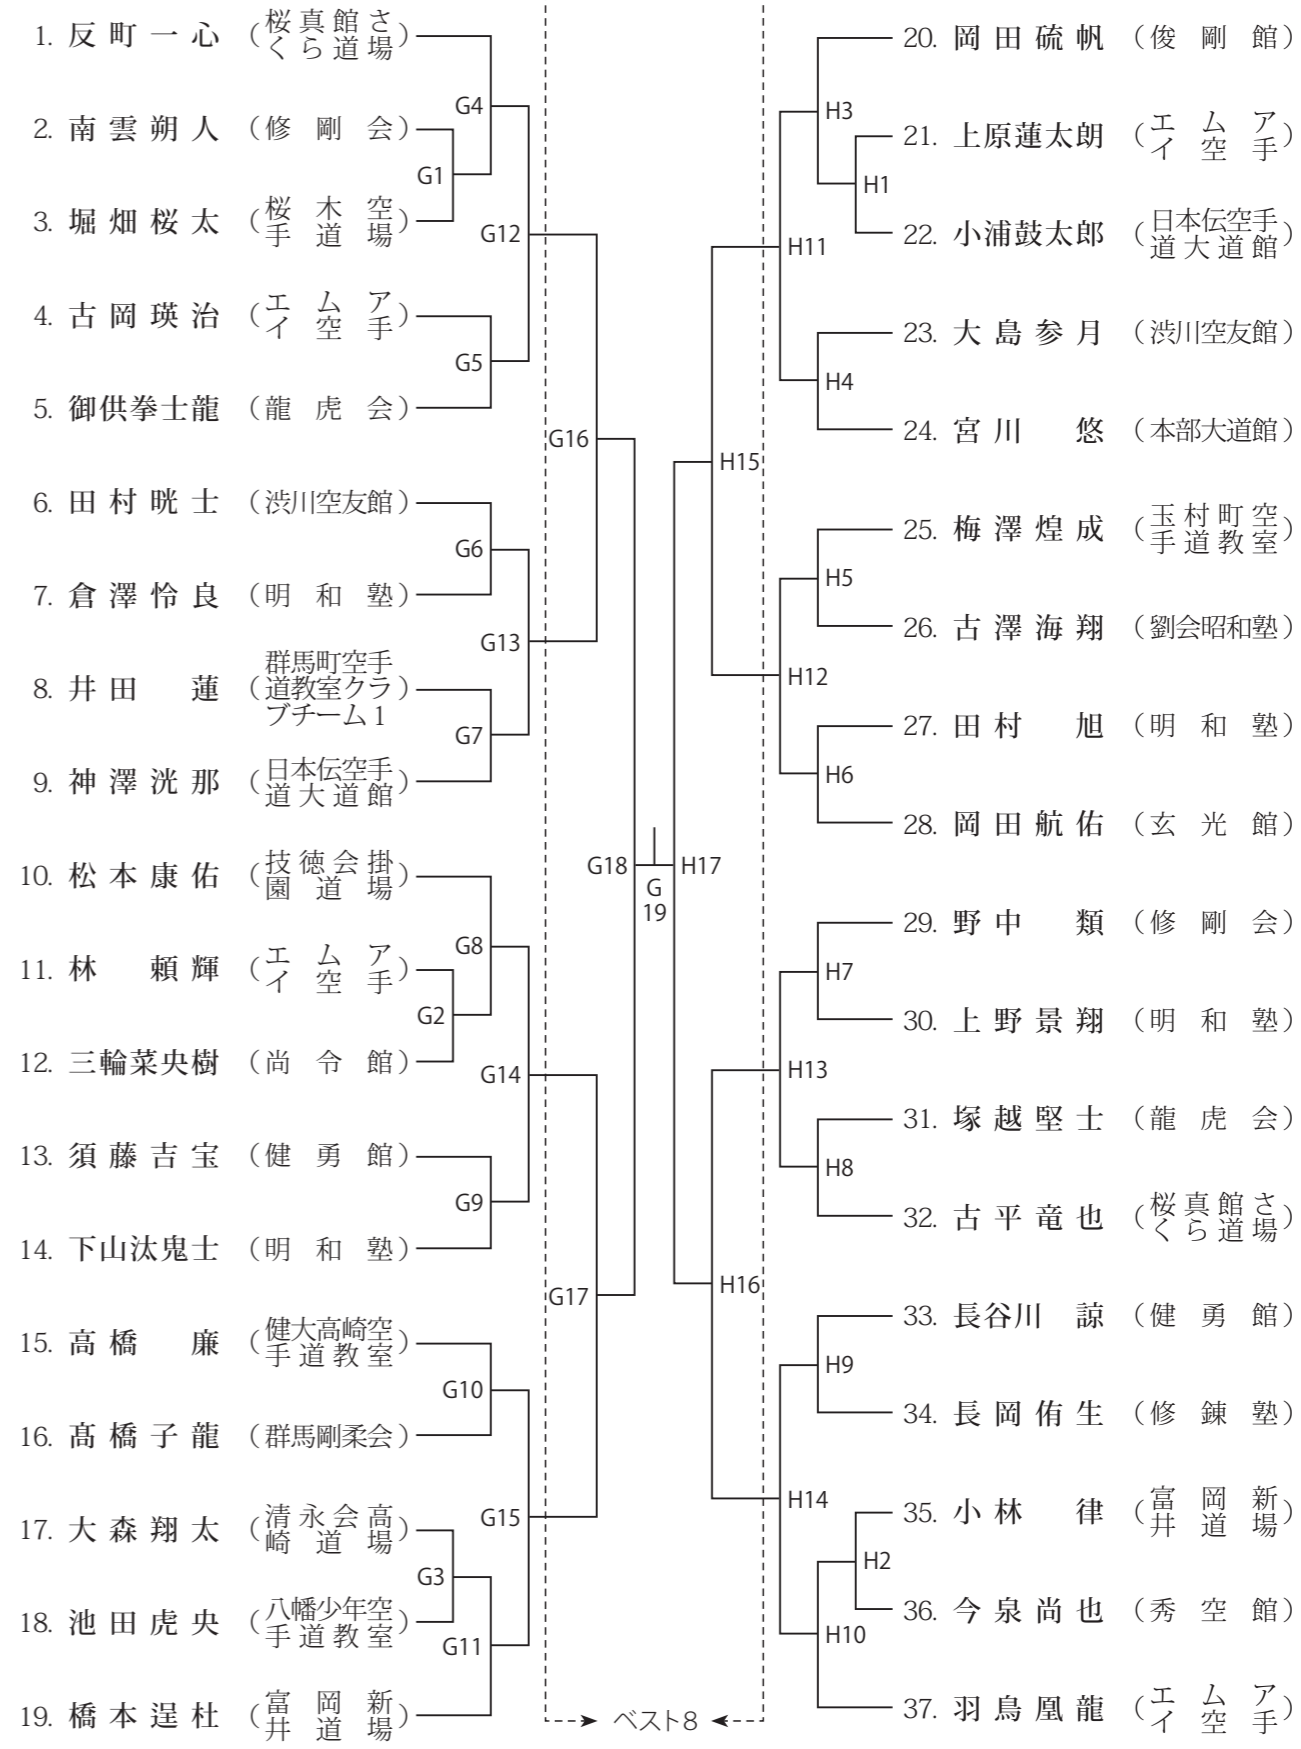 1. 反町一心 (桜真館さくら道場)
2. 南雲朔人 (修剛会)
3. 堀畑桜太 (桜木空手道場)
4. 古岡瑛治 (エムアイ空手)
5. 御供拳士龍 (龍虎会)
6. 田村晄士 (渋川空友館)
7. 倉澤怜良 (明和塾)
8. 井田 蓮 (群馬町空手道教室クラブチーム1)
9. 神澤洸那 (日本伝空手道大道館)
10. 松本康佑 (技徳会掛園道場)
11. 林 頼輝 (エムアイ空手)
12. 三輪菜央樹 (尚令館)
13. 須藤吉宝 (健勇館)
14. 下山汰鬼士 (明和塾)
15. 高橋 廉 (健大高崎空手道教室)
16. 髙橋子龍 (群馬剛柔会)
17. 大森翔太 (清永会高崎道場)
18. 池田虎央 (八幡少年空手道教室)
19. 橋本逞杜 (富岡新井道場)
G4
G1
G12
G5
G16
G6
G13
G7
G18
G8
G2
G14
G9
G17
G10
G15
G3
G11
G
19
ベスト8
H3
H1
H11
H4
H15
H5
H12
H6
H17
H7
H13
H8
H16
H9
H14
H2
H10
20. 岡田硫帆 (俊剛館)
21. 上原蓮太朗 (エムアイ空手)
22. 小浦鼓太郎 (日本伝空手道大道館)
23. 大島参月 (渋川空友館)
24. 宮川 悠 (本部大道館)
25. 梅澤煌成 (玉村町空手道教室)
26. 古澤海翔 (劉会昭和塾)
27. 田村 旭 (明和塾)
28. 岡田航佑 (玄光館)
29. 野中 類 (修剛会)
30. 上野景翔 (明和塾)
31. 塚越堅士 (龍虎会)
32. 古平竜也 (桜真館さくら道場)
33. 長谷川 諒 (健勇館)
34. 長岡侑生 (修錬塾)
35. 小林 律 (富岡新井道場)
36. 今泉尚也 (秀空館)
37. 羽鳥凰龍 (エムアイ空手)